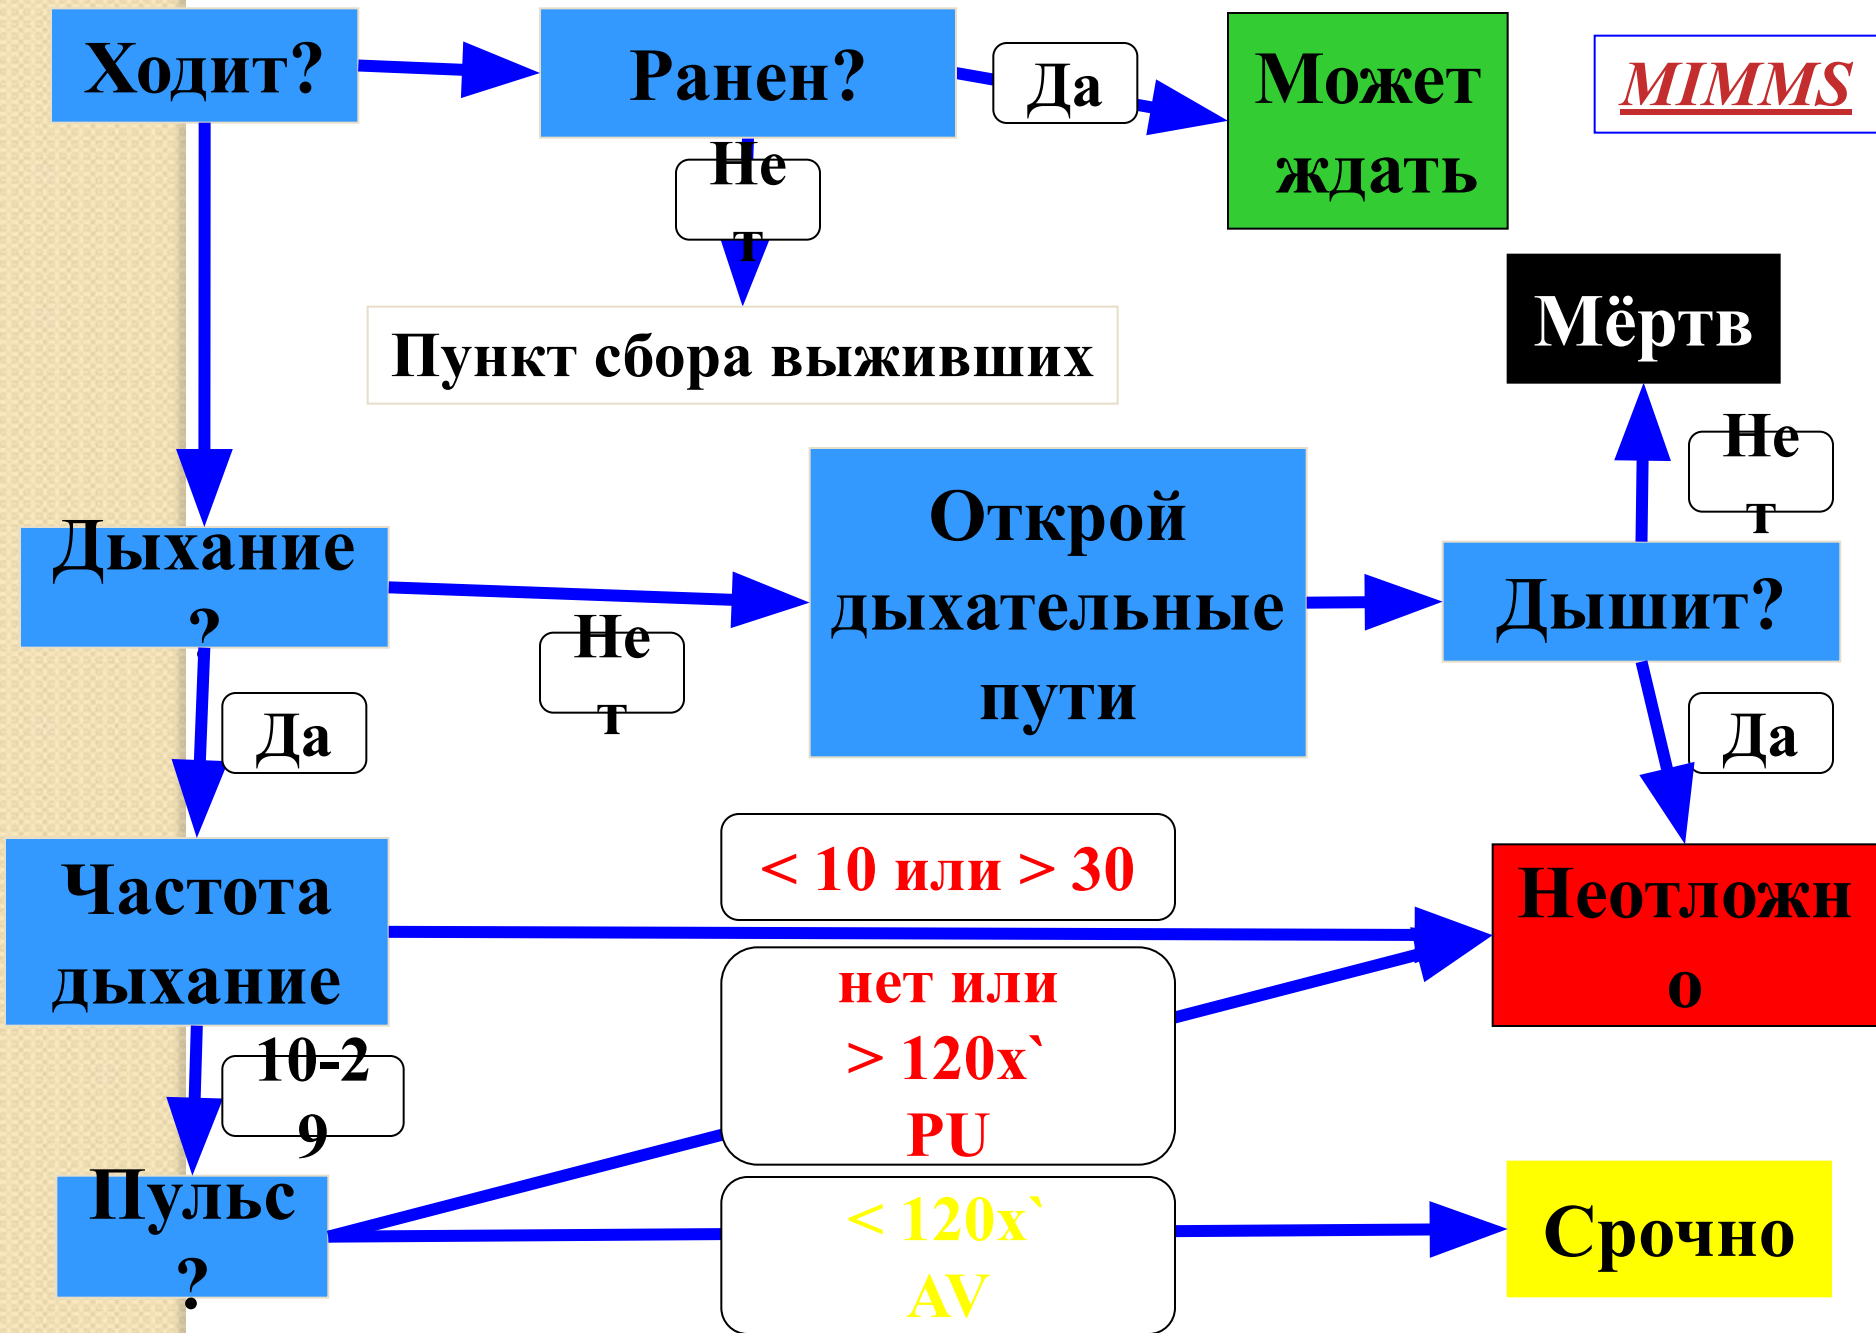 Ходит?
Ранен?
Да
Может
ждать
MIMMS
Не
т
Пункт сбора выживших
Мёртв
Не
т
Дыхание
?
Не
т
Открой
дыхательные
пути
Дышит?
Да
Да
Частота
дыхание
< 10 или > 30
Неотложн
о
10-2
9
нет или
> 120x`
PU
Пульс
?
< 120x`
AV
Срочно